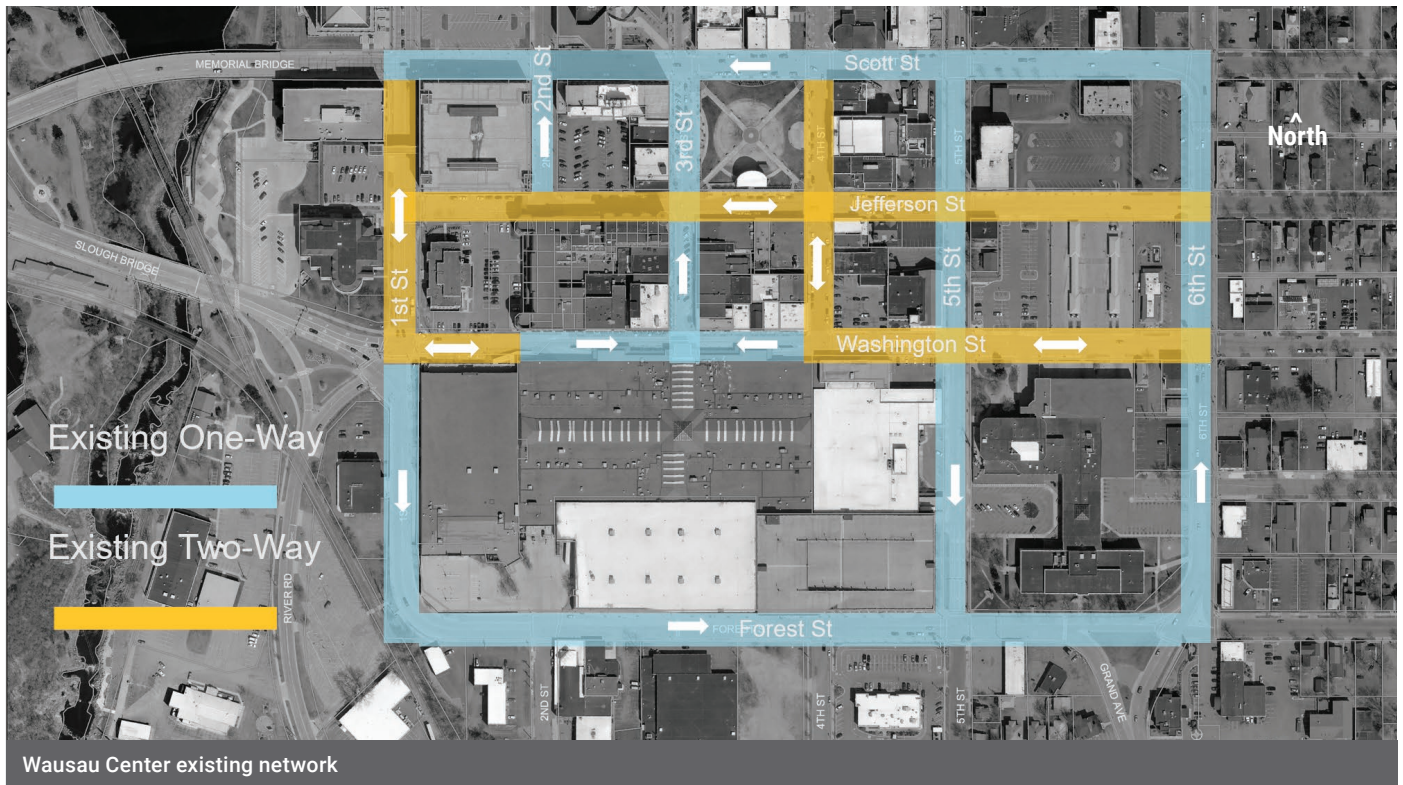 MEMORIAL BRIDGE
Scott St
2nd St
3rd St
4TH ST
5TH ST
North
Jefferson St
SLOUGH BRIDGE
1st St
5th St
6th St
Washington St
6TH ST
Existing One-Way
Existing Two-Way
RIVER RD
Forest St
GRAND AVE
2ND ST
4TH ST
5TH ST
Wausau Center existing network